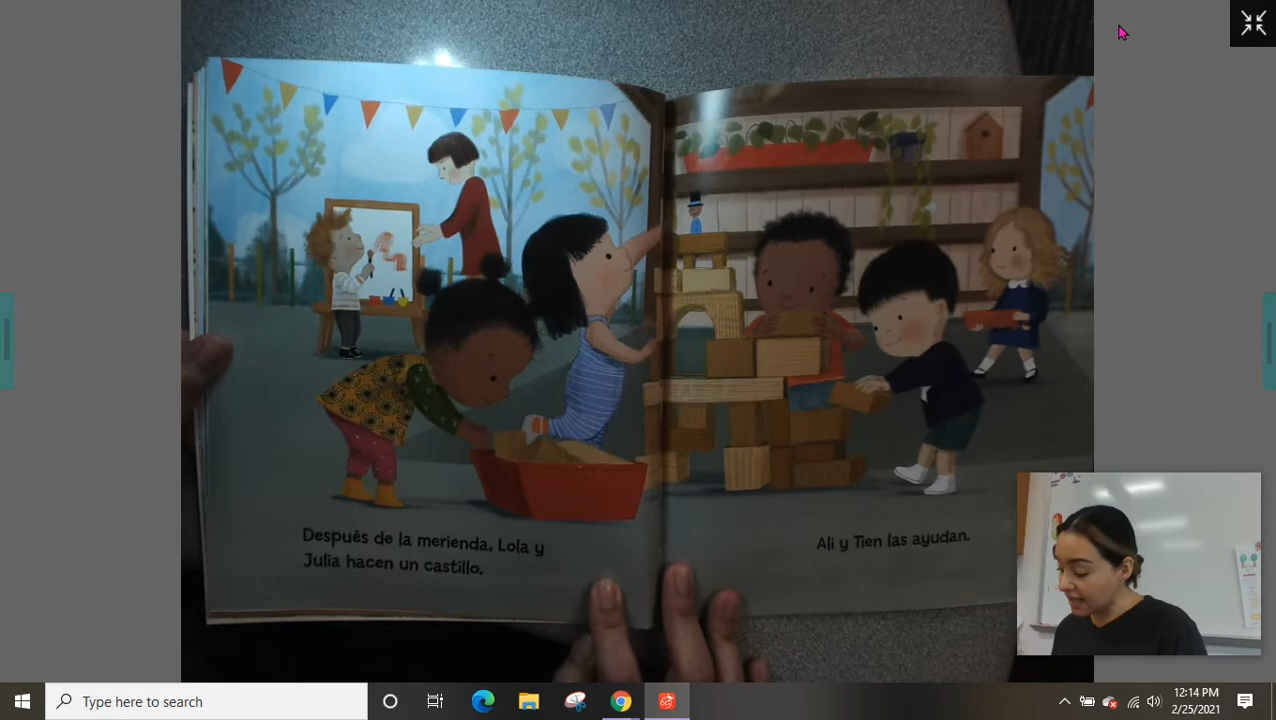 Después de la merienda, Lola y
Julia hacen un castillo.
Ali y Tien las ayudan.
Type here to search
12:14 PM
2/25/2021